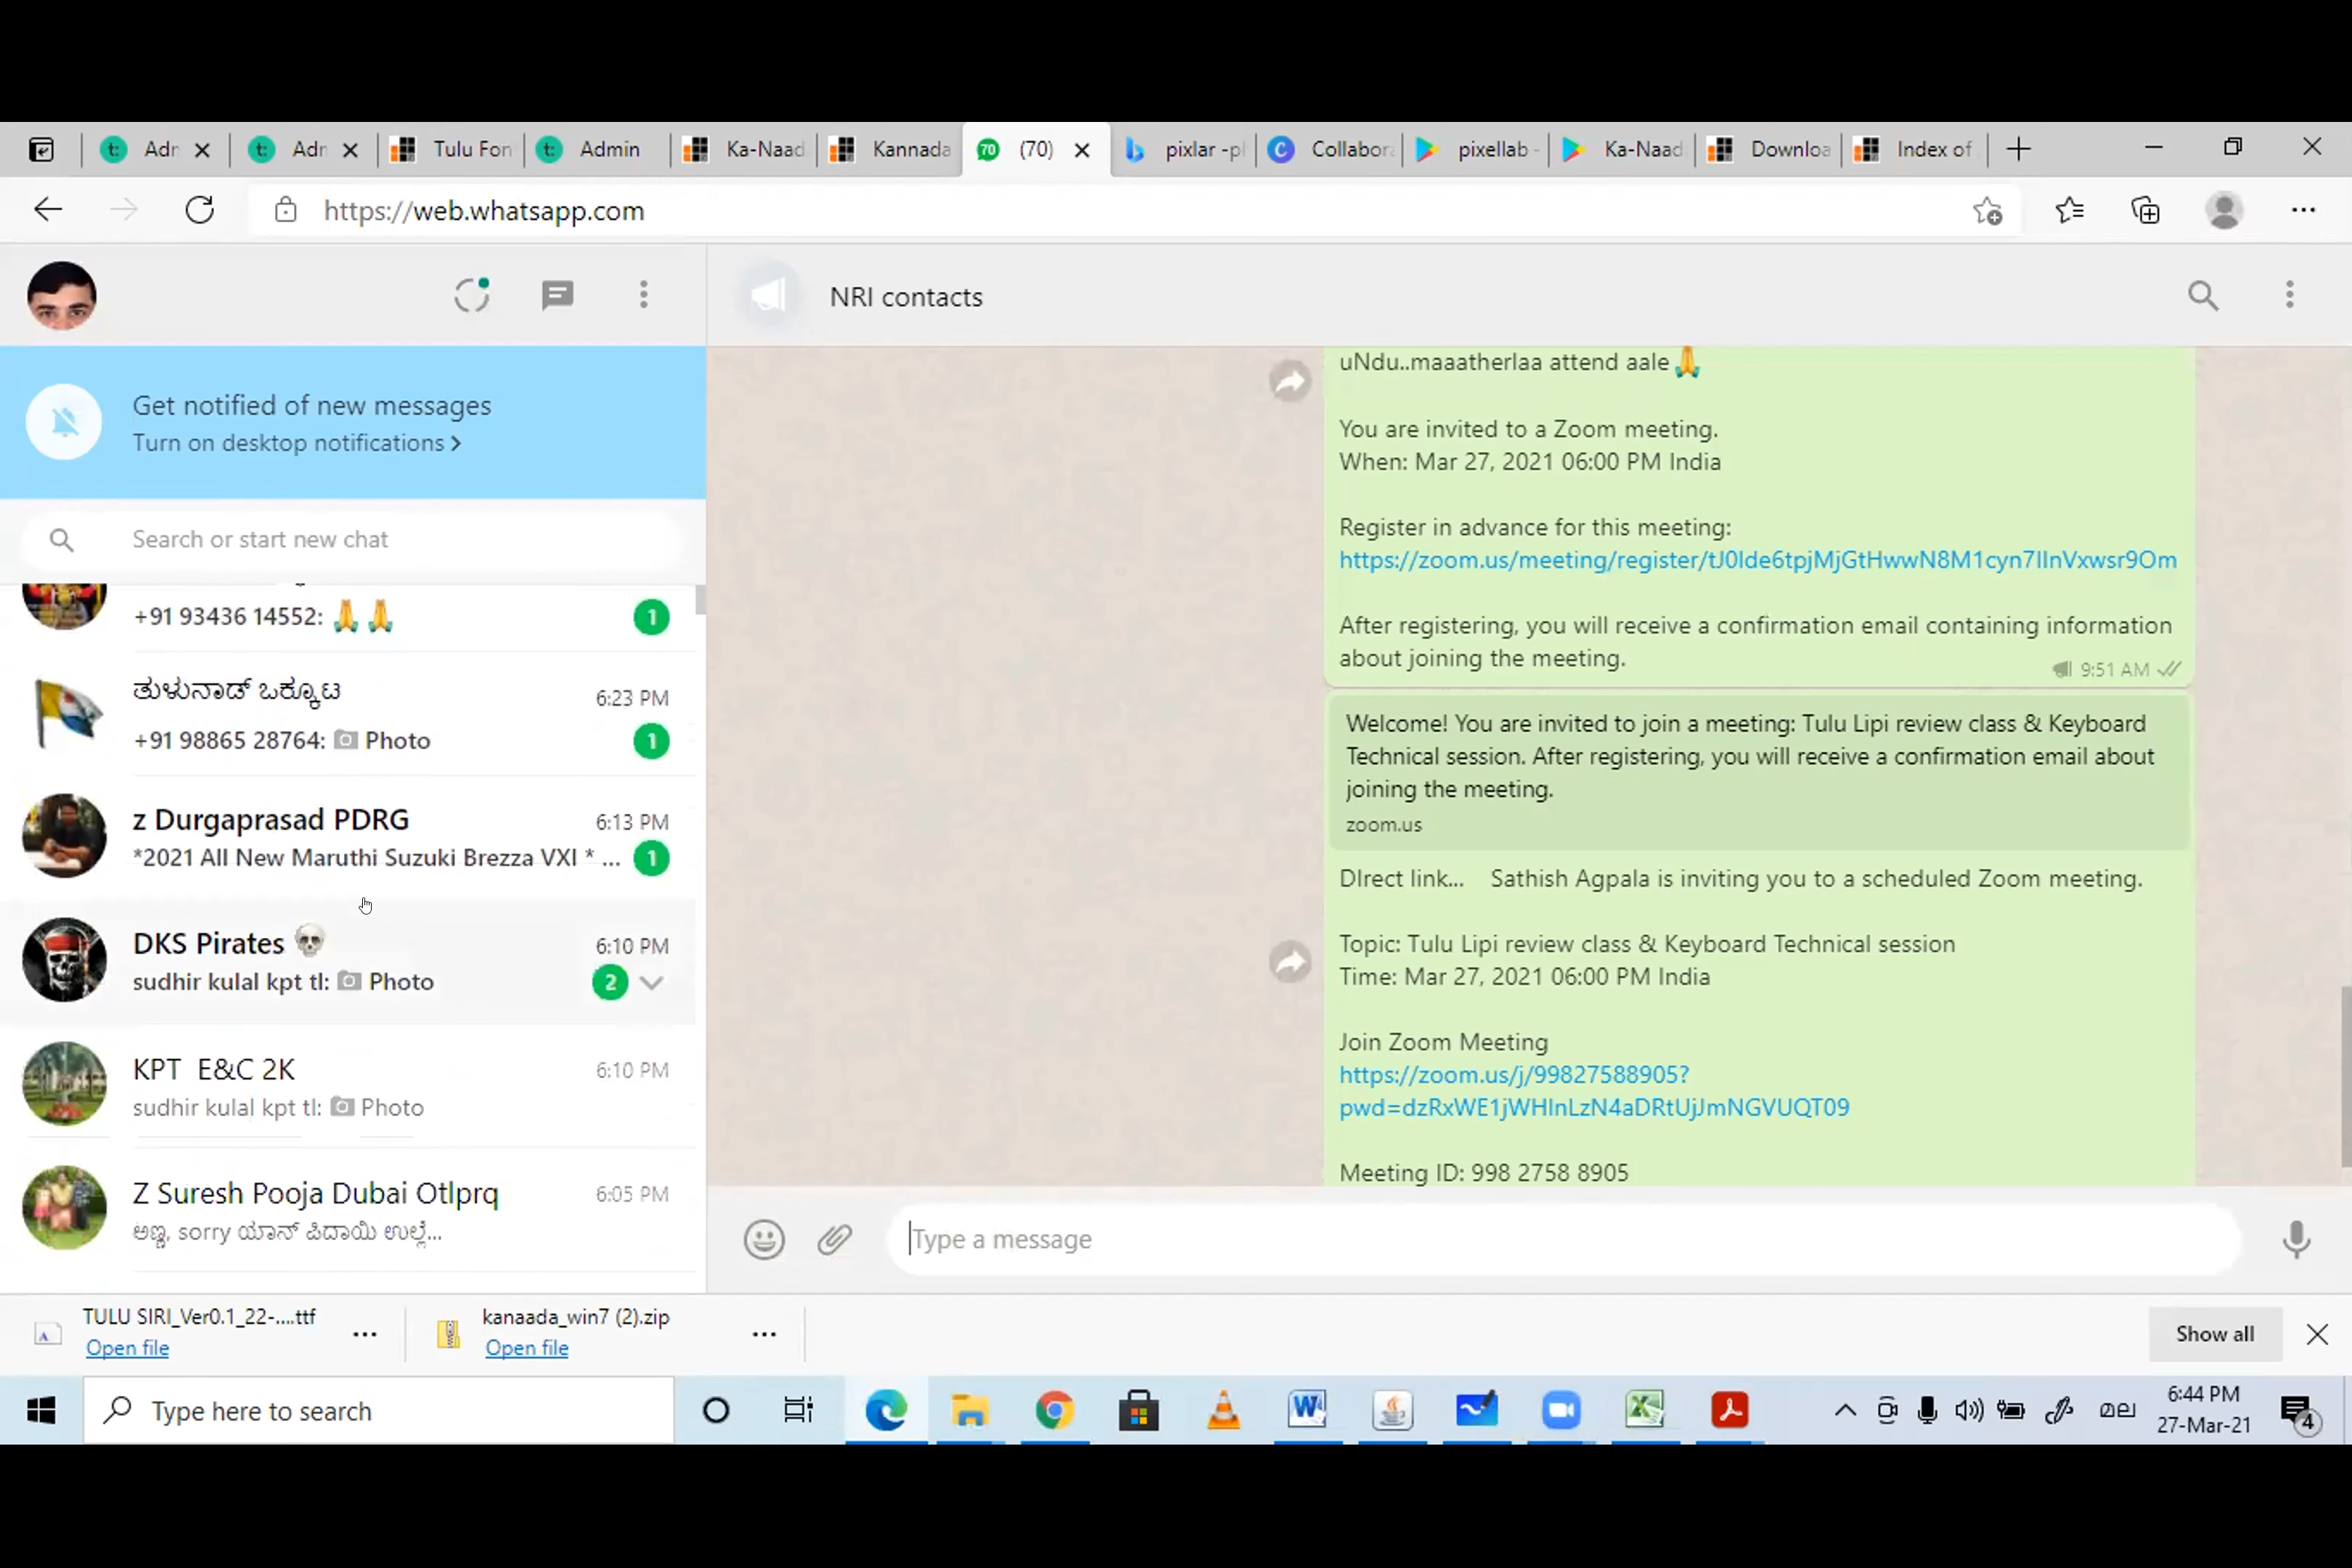 Adn
Adn
Tulu Fon
Admin
Ka-Naad
Kannada
70
(70)
pixlar -pl
Collabora
pixellab -
Ka-Naad
Downloa
Index of
https://web.whatsapp.com
NRI contacts
Get notified of new messages
Turn on desktop notifications >
Search or start new chat
+91 93436 14552: 🙏 🙏
1
ತುಳುನಾಡ್ ಒಕ್ಕೂಟ
6:23 PM
+91 98865 28764: Photo
1
z Durgaprasad PDRG
6:13 PM
*2021 All New Maruthi Suzuki Brezza VXI * ...
1
DKS Pirates 💀
6:10 PM
sudhir kulal kpt tl: Photo
2
KPT E&C 2K
6:10 PM
sudhir kulal kpt tl: Photo
Z Suresh Pooja Dubai Otlprq
6:05 PM
ಅಣ್ಣ, sorry ಯಾನ್ ಪಿದಾಯಿ ಉಲ್ಲೆ...
uNdu..maaatherlaa attend aale🙏
You are invited to a Zoom meeting.
When: Mar 27, 2021 06:00 PM India
Register in advance for this meeting:
https://zoom.us/meeting/register/tJ0lde6tpjMjGtHwwN8M1cyn7lInVxwsr9Om
After registering, you will receive a confirmation email containing information
about joining the meeting.
9:51 AM
Welcome! You are invited to join a meeting: Tulu Lipi review class & Keyboard
Technical session. After registering, you will receive a confirmation email about
joining the meeting.
zoom.us
DIrect link... Sathish Agpala is inviting you to a scheduled Zoom meeting.
Topic: Tulu Lipi review class & Keyboard Technical session
Time: Mar 27, 2021 06:00 PM India
Join Zoom Meeting
https://zoom.us/j/99827588905?
pwd=dzRxWE1jWHlnLzN4aDRtUjJmNGVUQT09
Meeting ID: 998 2758 8905
Type a message
TULU SIRI_Ver0.1_22-....ttf
Open file
kanaada_win7 (2).zip
Open file
Show all
Type here to search
മല
6:44 PM
27-Mar-21
4